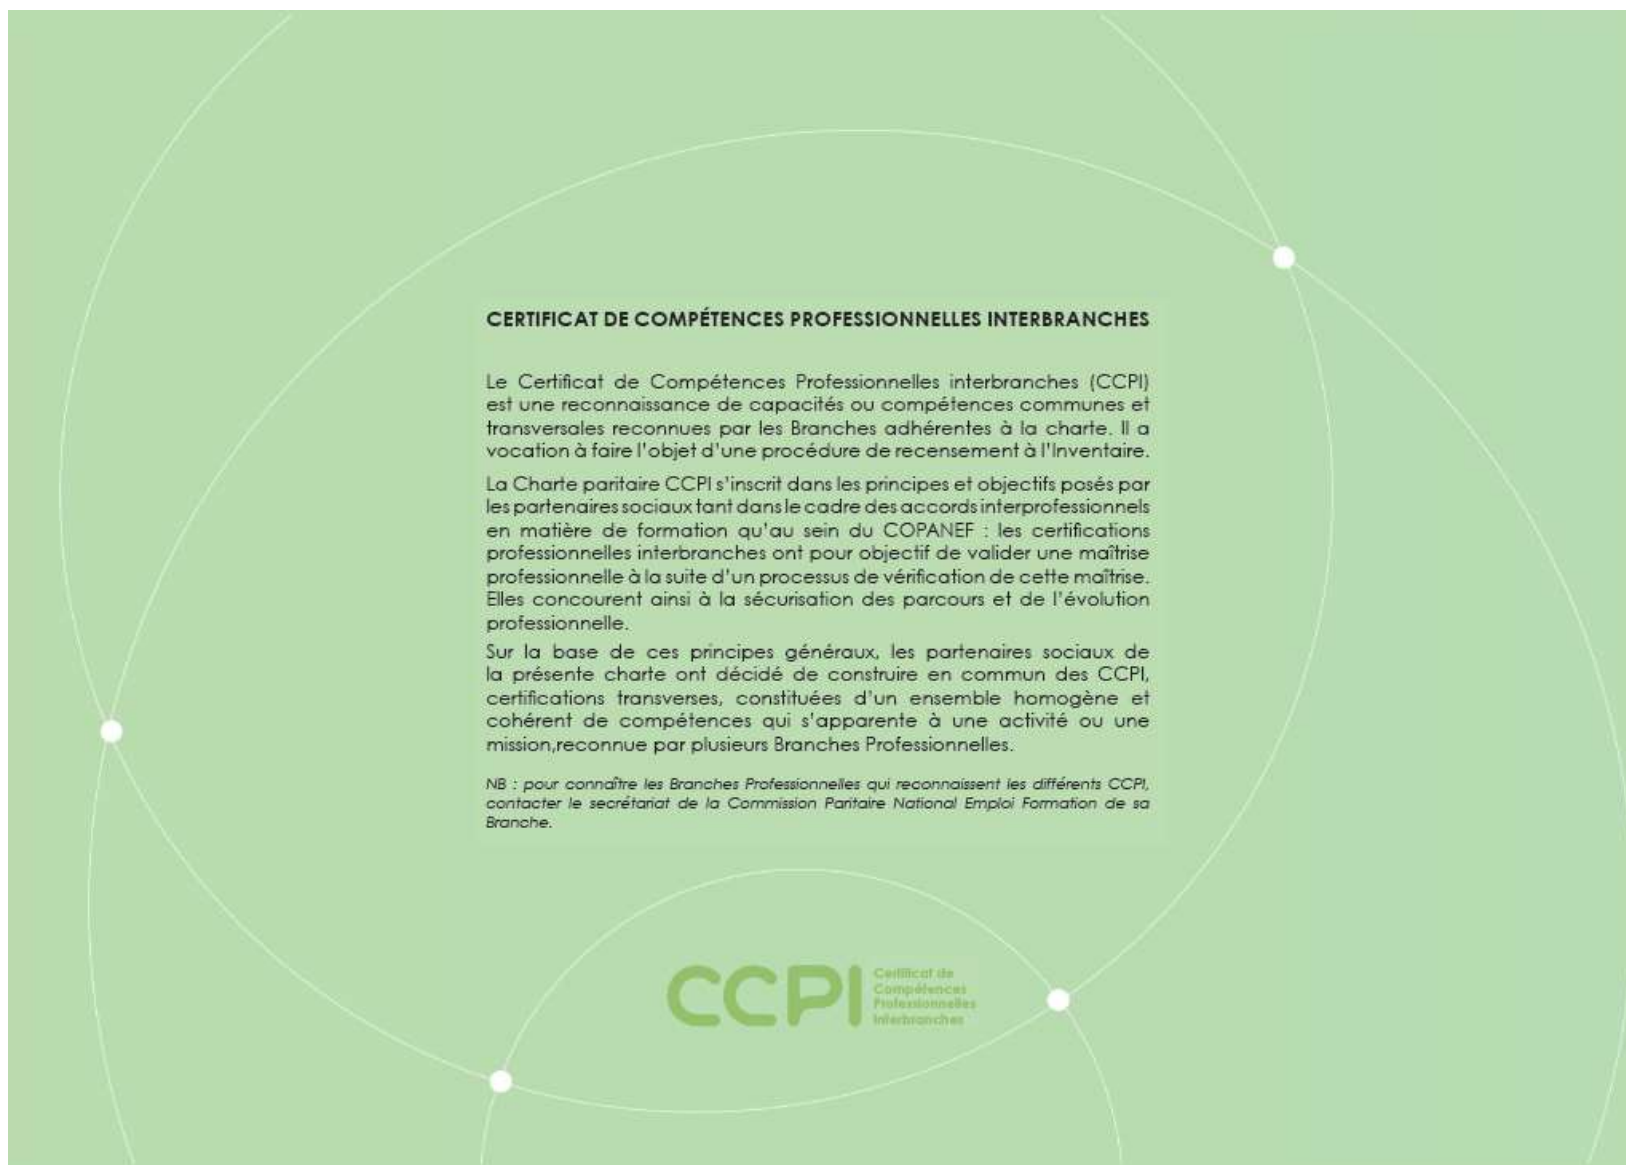 CERTIFICAT DE COMPÉTENCES PROFESSIONNELLES INTERBRANCHES
Le Certificat de Compétences Professionnelles interbranches (CCPI)
est une reconnaissance de capacités ou compétences communes et
transversales reconnues par les Branches adhérentes à la charte. Il a
vocation à faire l'objet d'une procédure de recensement à l'Inventaire.
La Charte paritaire CCPI s'inscrit dans les principes et objectifs posés par
les partenaires sociaux tant dans le cadre des accords interprofessionnels
en matière de formation qu'au sein du COPANEF : les certifications
professionnelles interbranches ont pour objectif de valider une maîtrise
professionnelle à la suite d'un processus de vérification de cette maîtrise.
Elles concourent ainsi à la sécurisation des parcours et de l'évolution
professionnelle.
Sur la base de ces principes généraux, les partenaires sociaux de
la présente charte ont décidé de construire en commun des CCPI,
certifications transverses, constituées d'un ensemble homogène et
cohérent de compétences qui s'apparente à une activité ou une
mission,reconnue par plusieurs Branches Professionnelles.
NB : pour connaître les Branches Professionnelles qui reconnaissent les différents CCPI,
contacter le secrétariat de la Commission Paritaire National Emploi Formation de sa
Branche.
CCPI
Certificat de
Compétences
Professionnelles
Interbranches